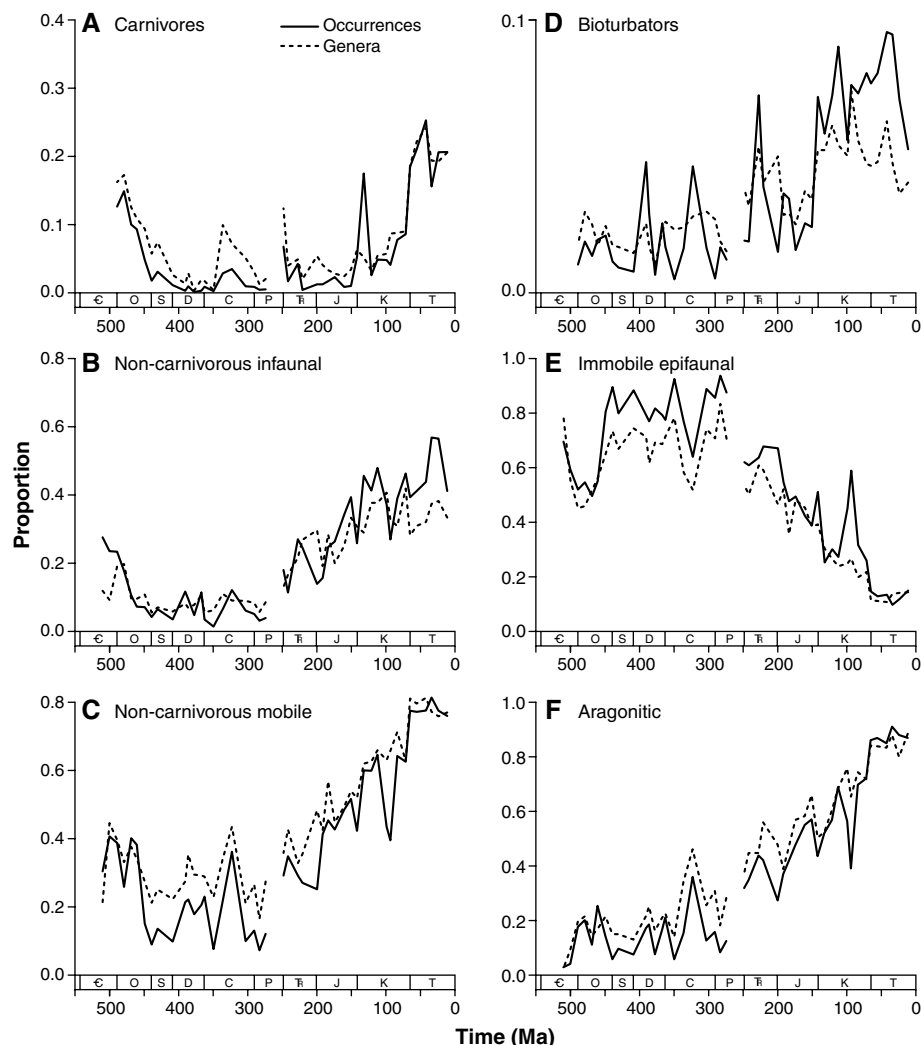 A Carnivores
Occurrences
Genera
0.4
0.3
0.2
0.1
0.0
Є O S D C P Ꞃ J K T
500 400 300 200 100 0
D Bioturbators
0.1
0.0
Є O S D C P Ꞃ J K T
500 400 300 200 100 0
B Non-carnivorous infaunal
0.8
0.6
0.4
0.2
0.0
Є O S D C P Ꞃ J K T
500 400 300 200 100 0
E Immobile epifaunal
1.0
0.8
0.6
0.4
0.2
0.0
Є O S D C P Ꞃ J K T
500 400 300 200 100 0
Proportion
C Non-carnivorous mobile
0.8
0.6
0.4
0.2
0.0
Є O S D C P Ꞃ J K T
500 400 300 200 100 0
F Aragonitic
1.0
0.8
0.6
0.4
0.2
0.0
Є O S D C P Ꞃ J K T
500 400 300 200 100 0
Time (Ma)